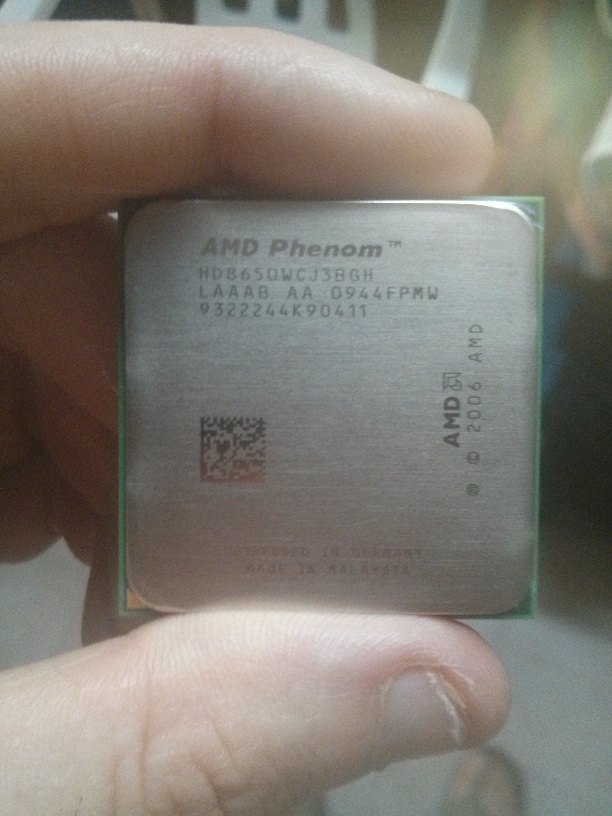 AMD Phenom™
HD8650WCJ3BGH
LAAAB AA 0944FPMW
9322244K90411
AMD
® © 2006 AMD
DIFFUSED IN GERMANY
MADE IN MALAYSIA